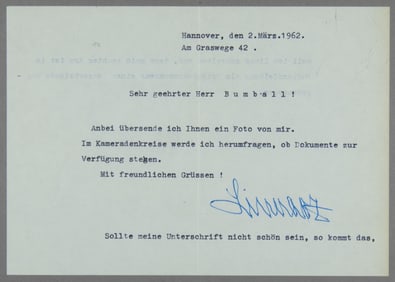 Hannover, den 2.März.1962.
Am Graswege 42 .
Sehr geehrter Herr B u m b a l l !
Anbei übersende ich Ihnen ein Foto von mir.
Im Kameradenkreise werde ich herumfragen, ob Dokumente zur
Verfügung stehen.
Mit freundlichen Grüssen !
Sollte meine Unterschrift nicht schön sein, so kommt das,